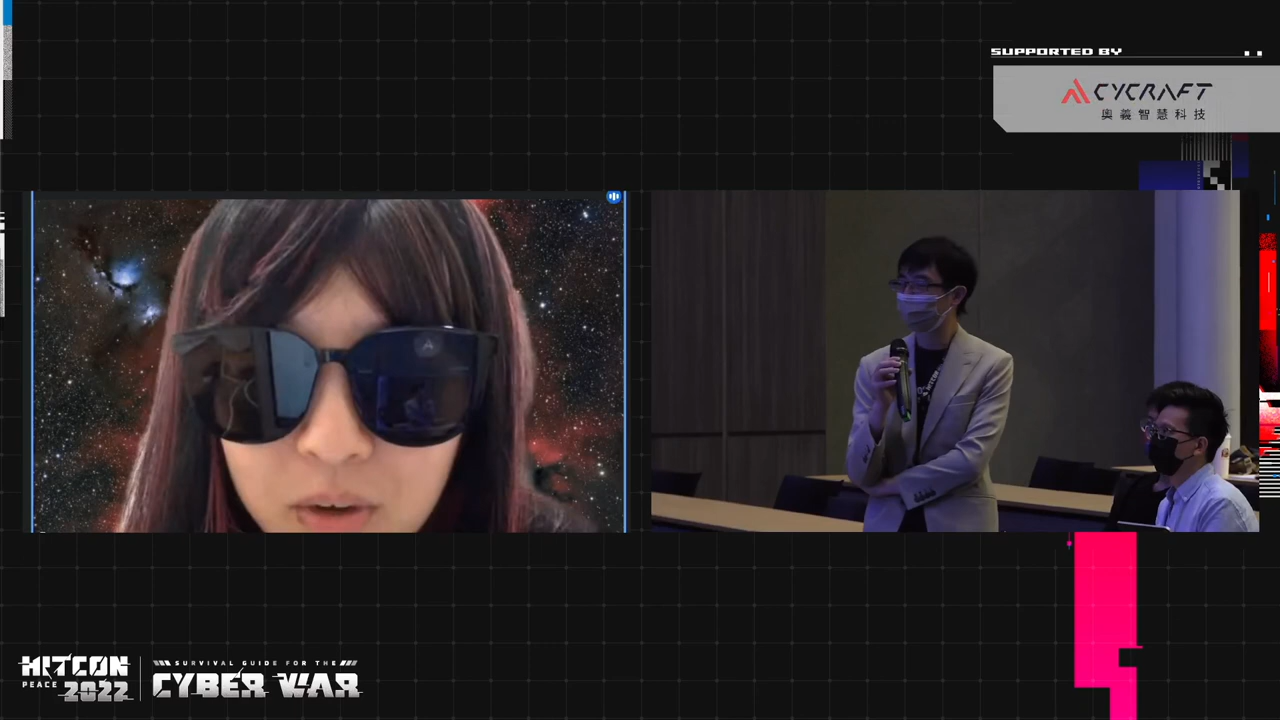 SUPPORTED BY
CYCRAFT
奧義智慧科技
HITCON
PEACE 2022
SURVIVAL GUIDE FOR THE
CYBER WAR